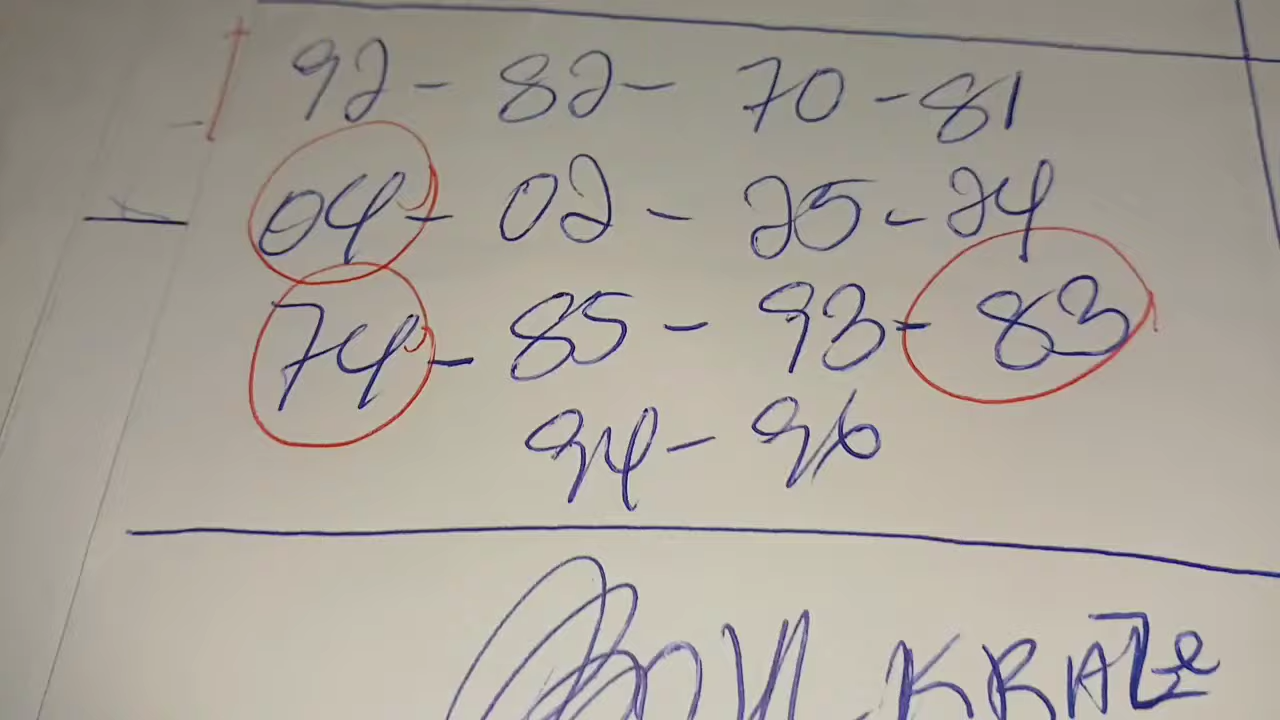 92 - 82 - 70 - 81
04 - 02 - 25 - 24
74 - 85 - 93 - 83
94 - 96